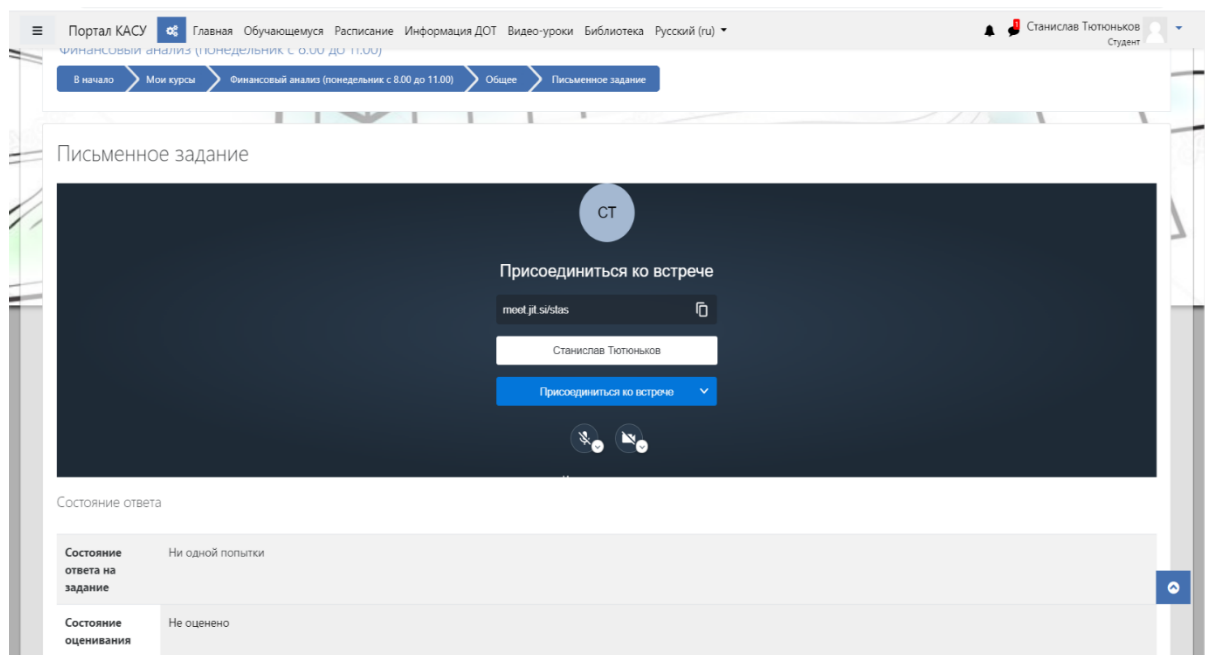 Портал КАСУ Главная Обучающемуся Расписание Информация ДОТ Видео-уроки Библиотека Русский (ru)
Станислав Тютюньков
Студент
Финансовый анализ (понедельник с 8.00 до 11.00)
В начало Мои курсы Финансовый анализ (понедельник с 8.00 до 11.00) Общее Письменное задание
Письменное задание
СТ
Присоединиться ко встрече
meet.jit.si/stas
Станислав Тютюньков
Присоединиться ко встрече
Состояние ответа
Состояние ответа на задание
Ни одной попытки
Состояние оценивания
Не оценено